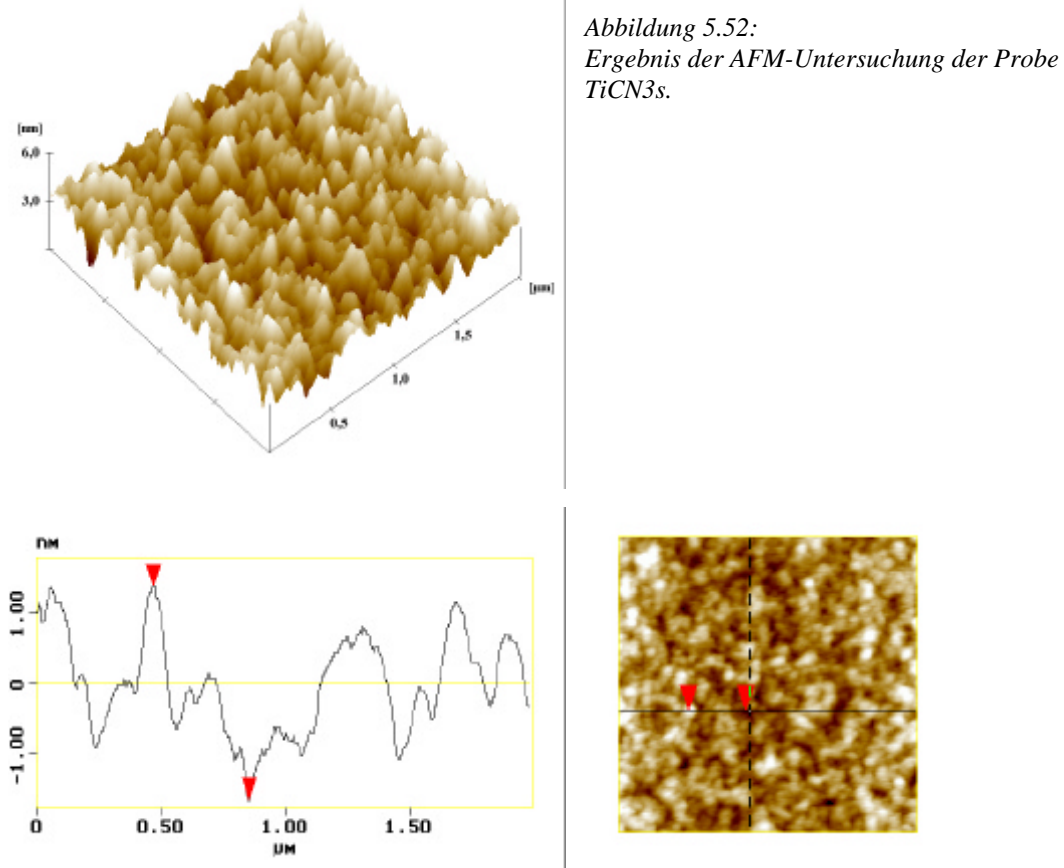 Abbildung 5.52:
Ergebnis der AFM-Untersuchung der Probe
TiCN3s.
[nm]
6,0
3,0
[µm]
1,5
1,0
0,5
nM
1.00
0
-1.00
0 0.50 1.00 1.50
µM